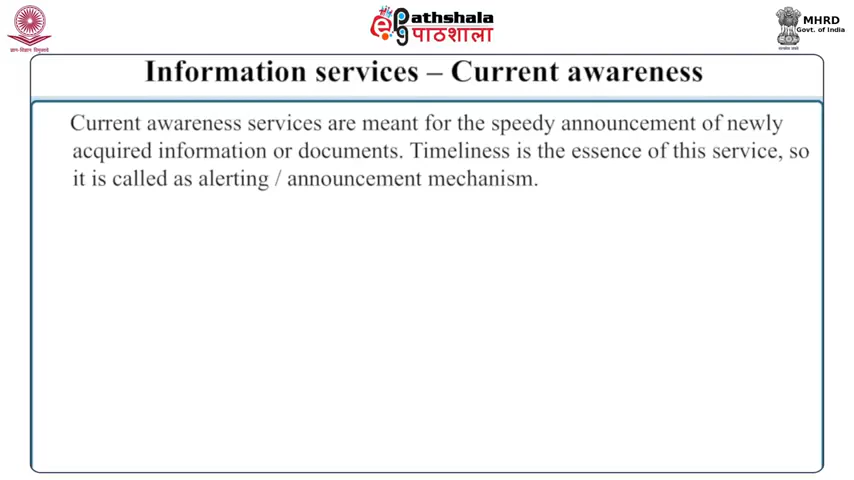 ePathshala
पाठशाला
MHRD
Govt. of India
Information services – Current awareness
Current awareness services are meant for the speedy announcement of newly
acquired information or documents. Timeliness is the essence of this service, so
it is called as alerting / announcement mechanism.